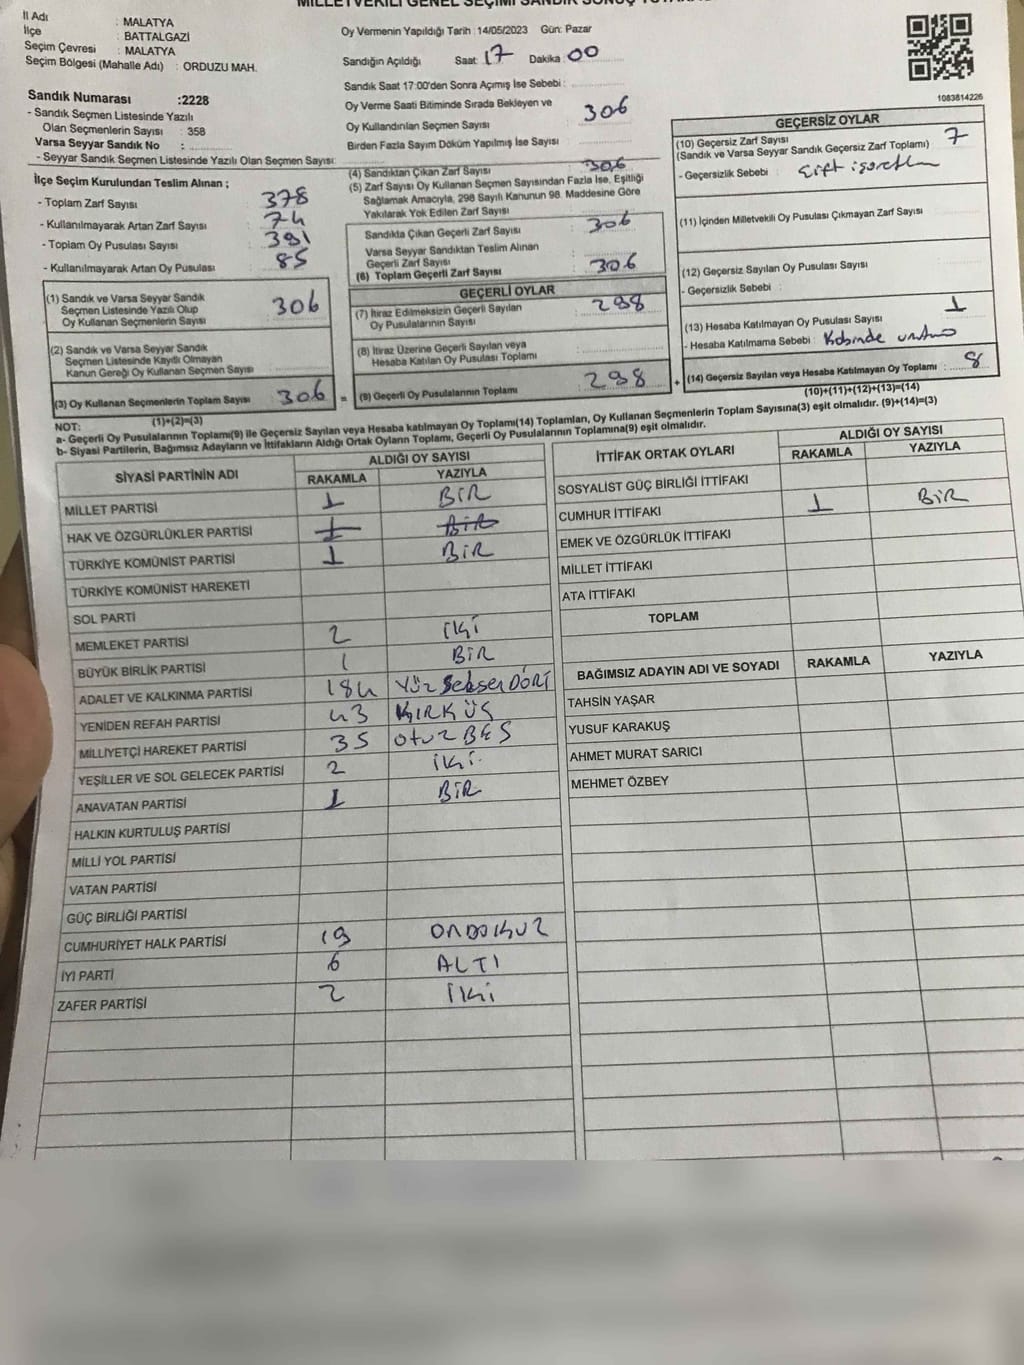 MİLLETVEKİLİ GENEL SEÇİMİ SANDIK SONUÇ
İl Adı : MALATYA
İlçe : BATTALGAZİ
Seçim Çevresi : MALATYA
Seçim Bölgesi (Mahalle Adı) : ORDUZU MAH.
Sandık Numarası :2228
- Sandık Seçmen Listesinde Yazılı
Olan Seçmenlerin Sayısı : 358
Varsa Seyyar Sandık No :
- Seyyar Sandık Seçmen Listesinde Yazılı Olan Seçmen Sayısı:
İlçe Seçim Kurulundan Teslim Alınan ;
- Toplam Zarf Sayısı : 378
- Kullanılmayarak Artan Zarf Sayısı : 74
- Toplam Oy Pusulası Sayısı : 391
- Kullanılmayarak Artan Oy Pusulası : 85
(1) Sandık ve Varsa Seyyar Sandık
Seçmen Listesinde Yazılı Olup
Oy Kullanan Seçmenlerin Sayısı : 306
(2) Sandık ve Varsa Seyyar Sandık
Seçmen Listesinde Kayıtlı Olmayan
Kanun Gereği Oy Kullanan Seçmen Sayısı :
(3) Oy Kullanan Seçmenlerin Toplam Sayısı : 306 =
(1)+(2)=(3)
Oy Vermenin Yapıldığı Tarih : 14/05/2023 Gün: Pazar
Sandığın Açıldığı Saat: 17 Dakika : 00
Sandık Saat 17:00'den Sonra Açımış İse Sebebi :
Oy Verme Saati Bitiminde Sırada Bekleyen ve
Oy Kullandırılan Seçmen Sayısı : 306
Birden Fazla Sayım Döküm Yapılmış İse Sayısı :
(4) Sandıktan Çıkan Zarf Sayısı : 306
(5) Zarf Sayısı Oy Kullanan Seçmen Sayısından Fazla İse, Eşitliği
Sağlamak Amacıyla, 298 Sayılı Kanunun 98. Maddesine Göre
Yakılarak Yok Edilen Zarf Sayısı :
Sandıkta Çıkan Geçerli Zarf Sayısı : 306
Varsa Seyyar Sandıktan Teslim Alınan
Geçerli Zarf Sayısı :
(6) Toplam Geçerli Zarf Sayısı : 306
GEÇERLİ OYLAR
(7) İtiraz Edilmeksizin Geçerli Sayılan
Oy Pusulalarının Sayısı : 298
(8) İtiraz Üzerine Geçerli Sayılan veya
Hesaba Katılan Oy Pusulası Toplamı :
(9) Geçerli Oy Pusulalarının Toplamı : 298 +
1083814226
GEÇERSİZ OYLAR
(10) Geçersiz Zarf Sayısı : 7
(Sandık ve Varsa Seyyar Sandık Geçersiz Zarf Toplamı)
- Geçersizlik Sebebi : Çift işaretli
(11) İçinden Milletvekili Oy Pusulası Çıkmayan Zarf Sayısı :
(12) Geçersiz Sayılan Oy Pusulası Sayısı :
- Geçersizlik Sebebi :
(13) Hesaba Katılmayan Oy Pusulası Sayısı : 1
- Hesaba Katılmama Sebebi : Kabinde
(14) Geçersiz Sayılan veya Hesaba Katılmayan Oy Toplamı : 8
(10)+(11)+(12)+(13)=(14)
NOT:
a- Geçerli Oy Pusulalarının Toplamı(9) ile Geçersiz Sayılan veya Hesaba katılmayan Oy Toplamı(14) Toplamları, Oy Kullanan Seçmenlerin Toplam Sayısına(3) eşit olmalıdır. (9)+(14)=(3)
b- Siyasi Partilerin, Bağımsız Adayların ve İttifakların Aldığı Ortak Oyların Toplamı, Geçerli Oy Pusulalarının Toplamına(9) eşit olmalıdır.
SİYASİ PARTİNİN ADI ALDIĞI OY SAYISI
RAKAMLA YAZIYLA
MİLLET PARTİSİ 1 BİR
HAK VE ÖZGÜRLÜKLER PARTİSİ 1 BİR
TÜRKİYE KOMÜNİST PARTİSİ 1 BİR
TÜRKİYE KOMÜNİST HAREKETİ
SOL PARTİ
MEMLEKET PARTİSİ 2 İKİ
BÜYÜK BİRLİK PARTİSİ 1 BİR
ADALET VE KALKINMA PARTİSİ 184 YÜZ SEKSEN DÖRT
YENİDEN REFAH PARTİSİ 43 KIRK ÜÇ
MİLLİYETÇİ HAREKET PARTİSİ 35 OTUZ BEŞ
YEŞİLLER VE SOL GELECEK PARTİSİ 2 İKİ
ANAVATAN PARTİSİ 1 BİR
HALKIN KURTULUŞ PARTİSİ
MİLLİ YOL PARTİSİ
VATAN PARTİSİ
GÜÇ BİRLİĞİ PARTİSİ
CUMHURİYET HALK PARTİSİ 19 ONDOKUZ
İYİ PARTİ 6 ALTI
ZAFER PARTİSİ 2 İKİ
İTTİFAK ORTAK OYLARI ALDIĞI OY SAYISI
RAKAMLA YAZIYLA
SOSYALİST GÜÇ BİRLİĞİ İTTİFAKI
CUMHUR İTTİFAKI 1 BİR
EMEK VE ÖZGÜRLÜK İTTİFAKI
MİLLET İTTİFAKI
ATA İTTİFAKI
TOPLAM
BAĞIMSIZ ADAYIN ADI VE SOYADI RAKAMLA YAZIYLA
TAHSİN YAŞAR
YUSUF KARAKUŞ
AHMET MURAT SARICI
MEHMET ÖZBEY